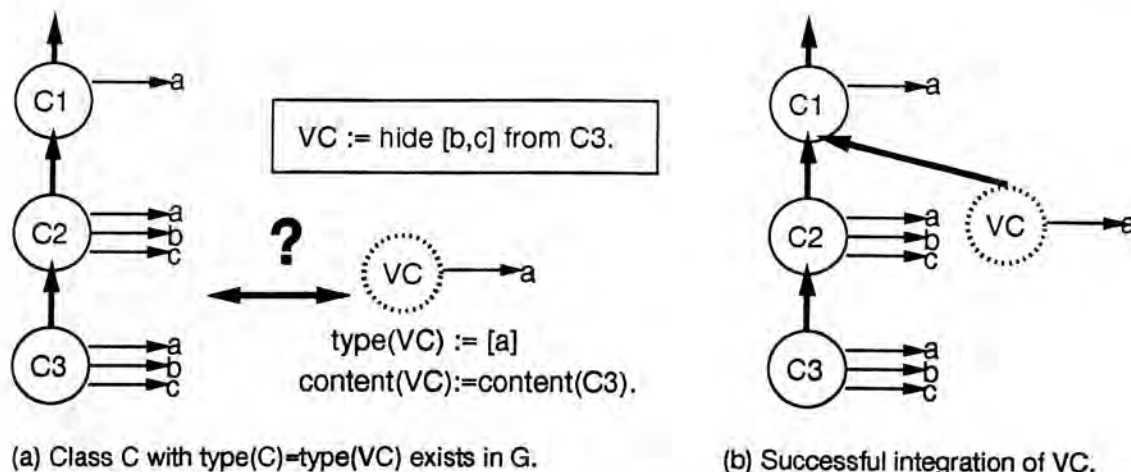 C1
a
VC := hide [b,c] from C3.
C2
a
b
c
?
VC
a
type(VC) := [a]
content(VC):=content(C3).
C3
a
b
c
(a) Class C with type(C)=type(VC) exists in G.
C1
a
C2
a
b
c
VC
a
C3
a
b
c
(b) Successful integration of VC.